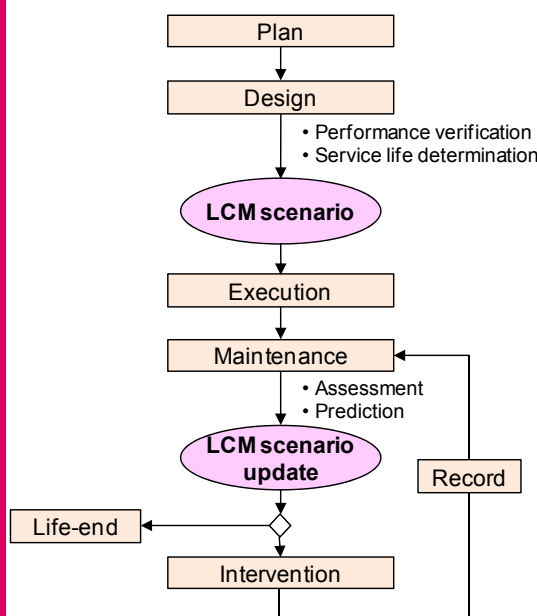 Plan
Design
• Performance verification
• Service life determination
LCM scenario
Execution
Maintenance
• Assessment
• Prediction
LCM scenario
update
Record
Life-end
Intervention